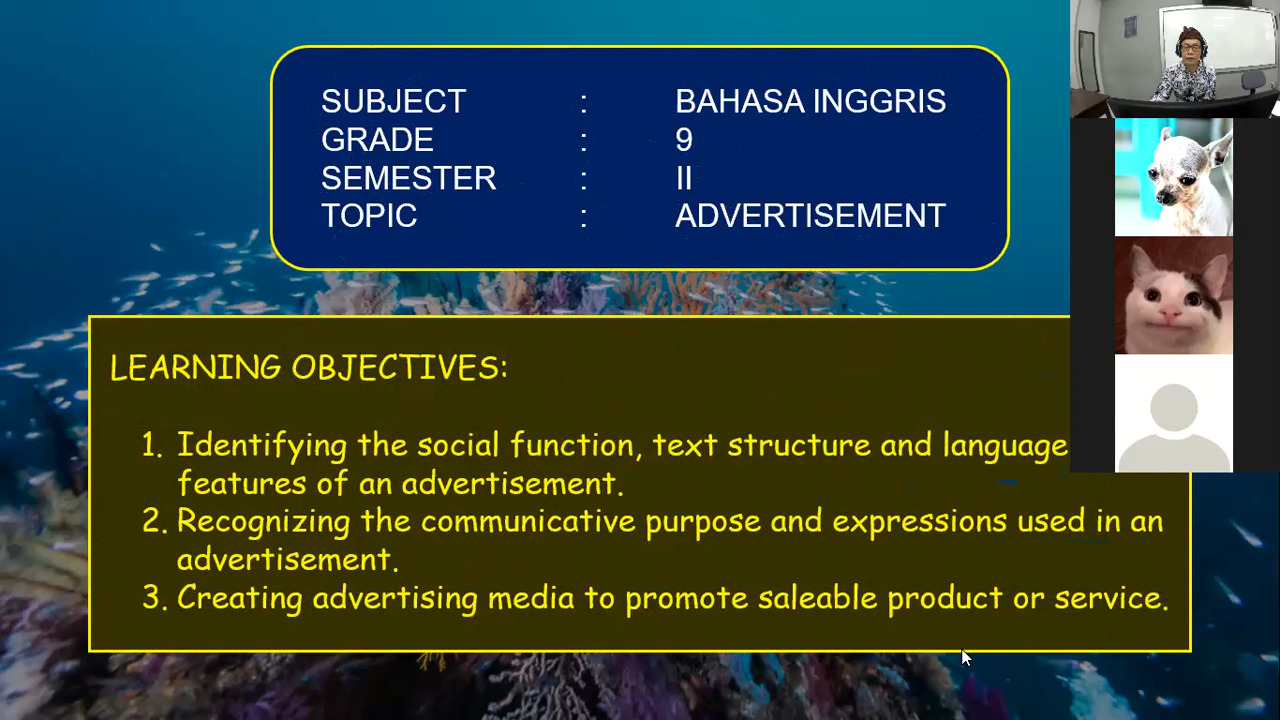 SUBJECT : BAHASA INGGRIS
GRADE : 9
SEMESTER : II
TOPIC : ADVERTISEMENT
LEARNING OBJECTIVES:
1. Identifying the social function, text structure and language
features of an advertisement.
2. Recognizing the communicative purpose and expressions used in an
advertisement.
3. Creating advertising media to promote saleable product or service.